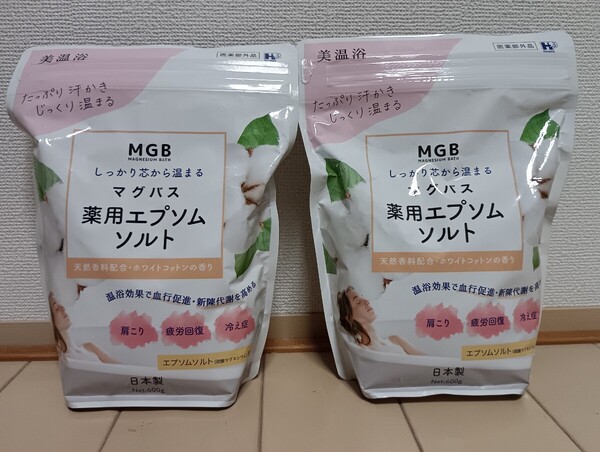 美温浴
医薬部外品
たっぷり汗かき
じっくり温まる
MGB
MAGNESIUM BATH
しっかり芯から温まる
マグバス
薬用エプソム
ソルト
天然香料配合・ホワイトコットンの香り
温浴効果で血行促進・新陳代謝を高める
肩こり
疲労回復
冷え症
エプソムソルト
日本製
Net.600g
美温浴
医薬部外品
たっぷり汗かき
じっくり温まる
MGB
MAGNESIUM BATH
しっかり芯から温まる
マグバス
薬用エプソム
ソルト
天然香料配合・ホワイトコットンの香り
温浴効果で血行促進・新陳代謝を高
肩こり
疲労回復
冷え症
エプソムソルト
日本製
Net.600g